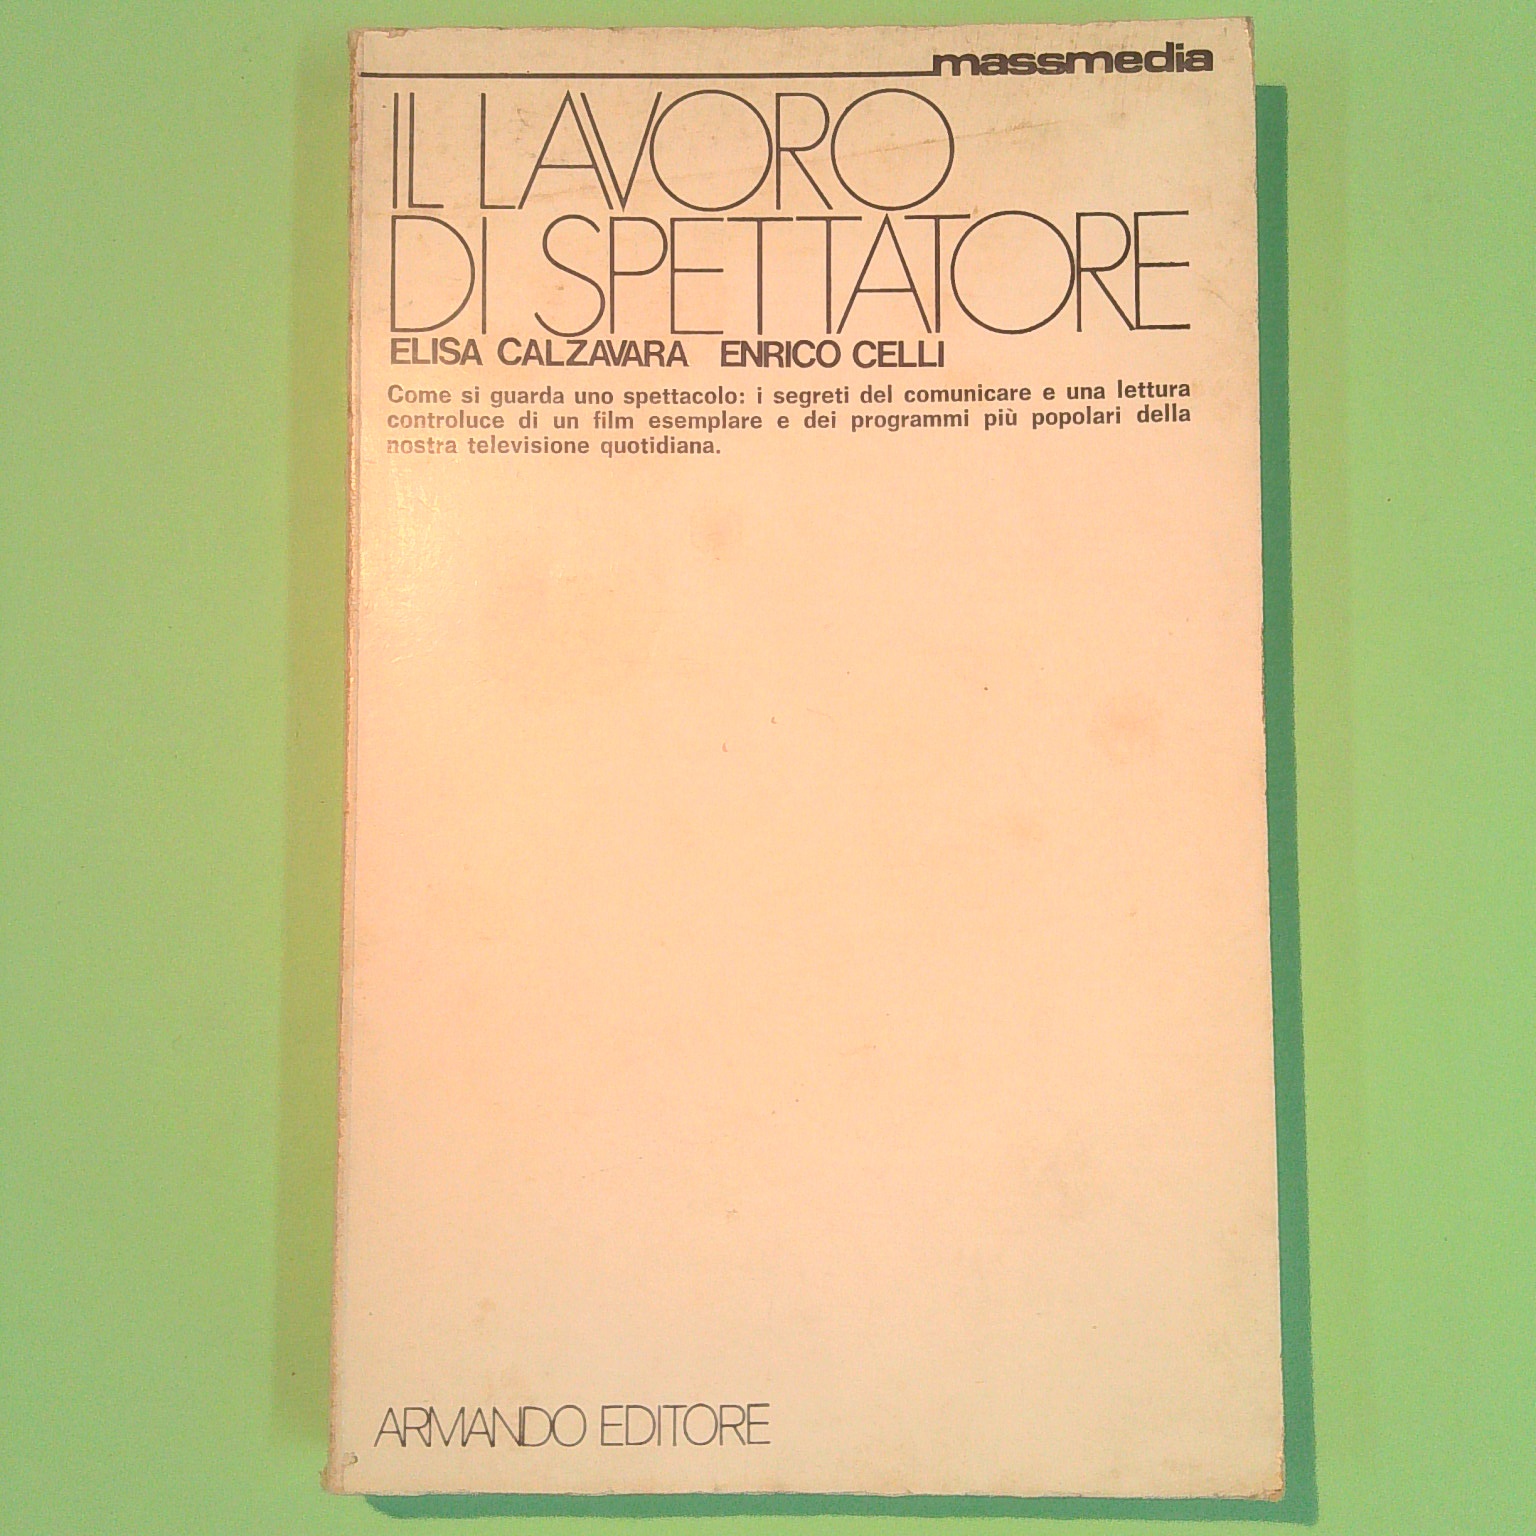 massmedia
IL LAVORO
DI SPETTATORE
ELISA CALZAVARA ENRICO CELLI
Come si guarda uno spettacolo: i segreti del comunicare e una lettura
controluce di un film esemplare e dei programmi più popolari della
nostra televisione quotidiana.
ARMANDO EDITORE